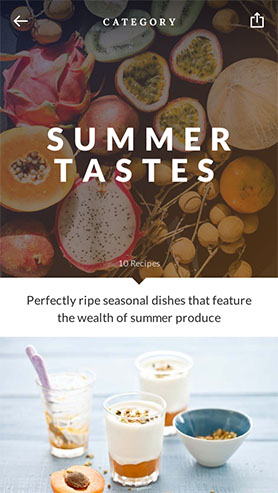 CATEGORY
SUMMER
TASTES
10 Recipes
Perfectly ripe seasonal dishes that feature
the wealth of summer produce